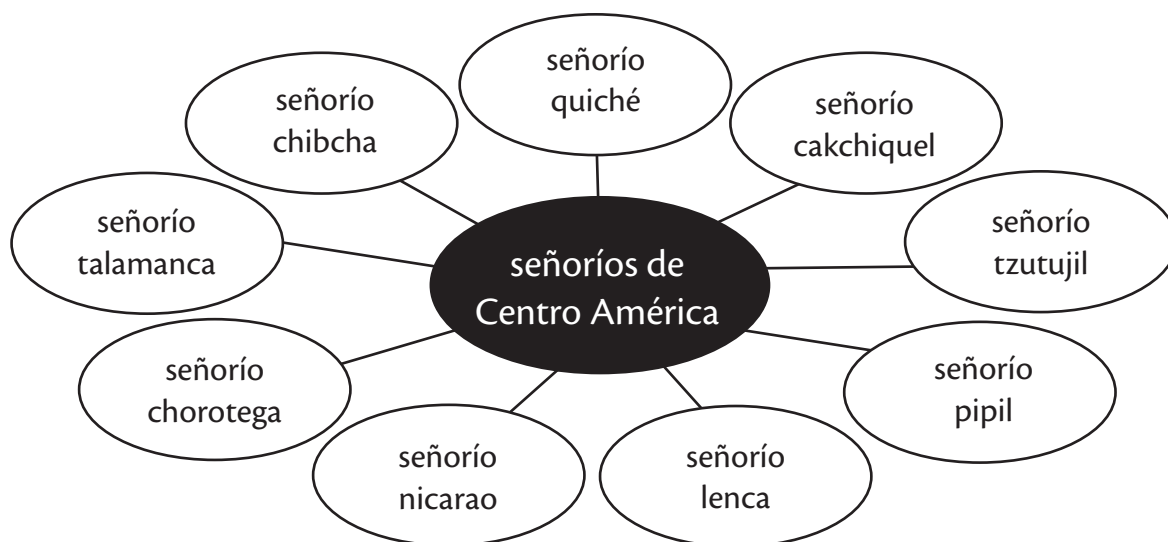 señorío
quiché
señorío
cakchiquel
señorío
tzutujil
señorío
pipil
señorío
lenca
señorío
nicarao
señorío
chorotega
señorío
talamanca
señorío
chibcha
señoríos de
Centro América